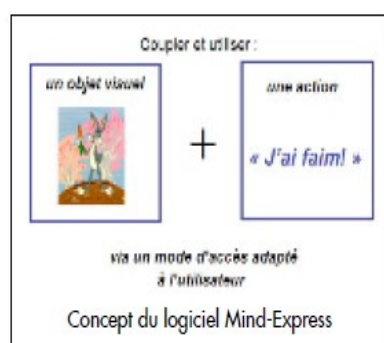 Coupler et utiliser :
un objet visuel
une action
+
« J'ai faim! »
via un mode d'accès adapté
à l'utilisateur
Concept du logiciel Mind-Express